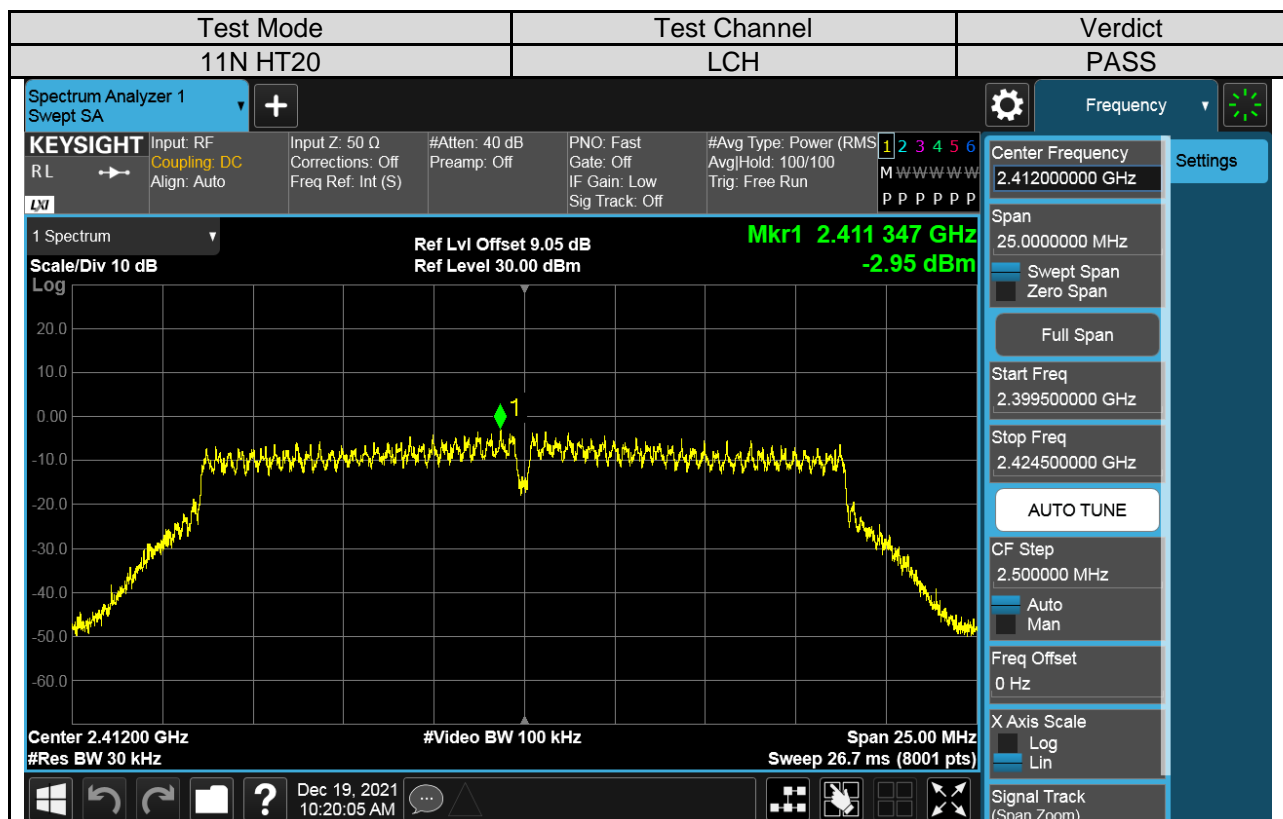 Test Mode Test Channel Verdict
11N HT20 LCH PASS
Spectrum Analyzer 1
Swept SA
+
Frequency
KEYSIGHT
R L
LXI
Input: RF
Coupling: DC
Align: Auto
Input Z: 50 Ω
Corrections: Off
Freq Ref: Int (S)
#Atten: 40 dB
Preamp: Off
PNO: Fast
Gate: Off
IF Gain: Low
Sig Track: Off
#Avg Type: Power (RMS
Avg|Hold: 100/100
Trig: Free Run
1 2 3 4 5 6
M W W W W W
P P P P P P
1 Spectrum
Scale/Div 10 dB
Ref Lvl Offset 9.05 dB
Ref Level 30.00 dBm
Mkr1 2.411 347 GHz
-2.95 dBm
Log
20.0
10.0
0.00
-10.0
-20.0
-30.0
-40.0
-50.0
-60.0
1
Center 2.41200 GHz
#Res BW 30 kHz
#Video BW 100 kHz
Span 25.00 MHz
Sweep 26.7 ms (8001 pts)
Dec 19, 2021
10:20:05 AM
?
Center Frequency
2.412000000 GHz
Span
25.0000000 MHz
Swept Span
Zero Span
Full Span
Start Freq
2.399500000 GHz
Stop Freq
2.424500000 GHz
AUTO TUNE
CF Step
2.500000 MHz
Auto
Man
Freq Offset
0 Hz
X Axis Scale
Log
Lin
Signal Track
(Span Zoom)
Settings